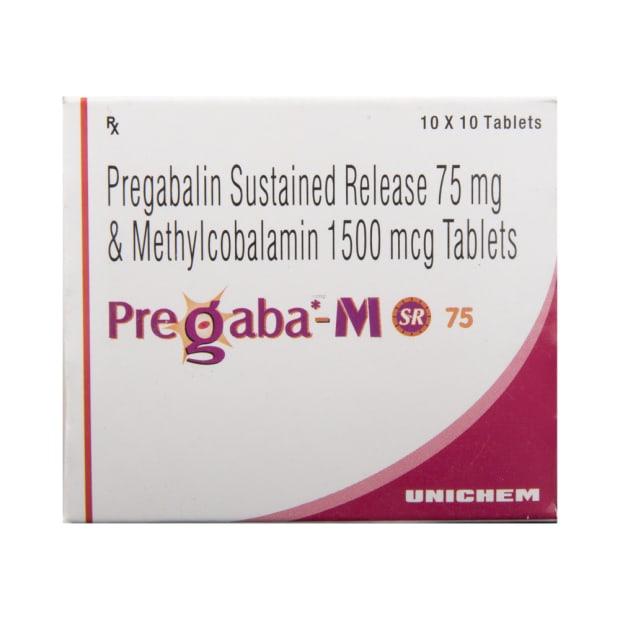 Rx
10 X 10 Tablets
Pregabalin Sustained Release 75 mg
& Methylcobalamin 1500 mcg Tablets
Pregaba*-M SR 75
UNICHEM